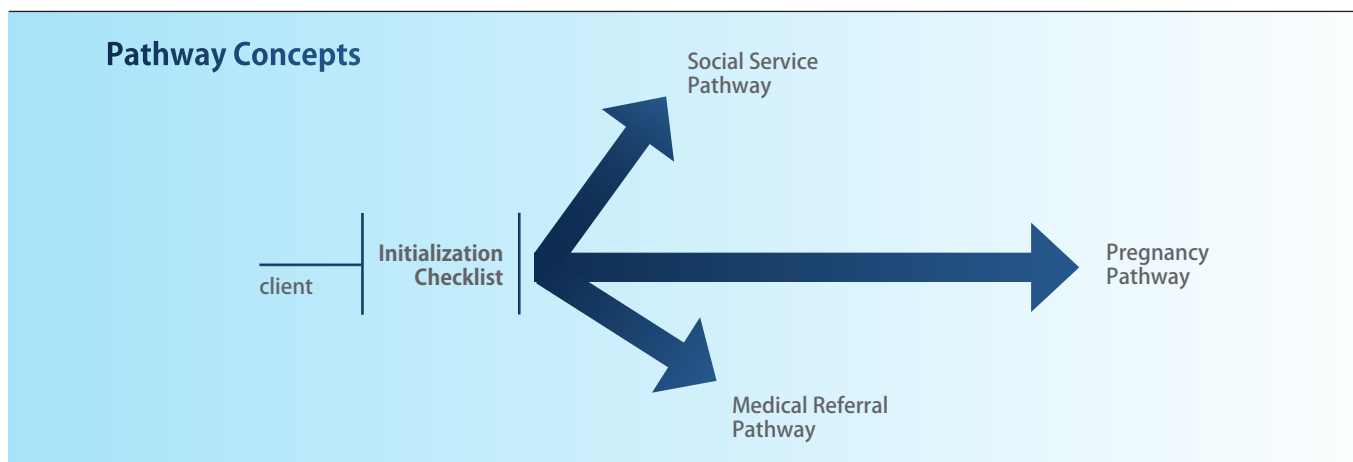 Pathway Concepts
Social Service
Pathway
client
Initialization
Checklist
Pregnancy
Pathway
Medical Referral
Pathway